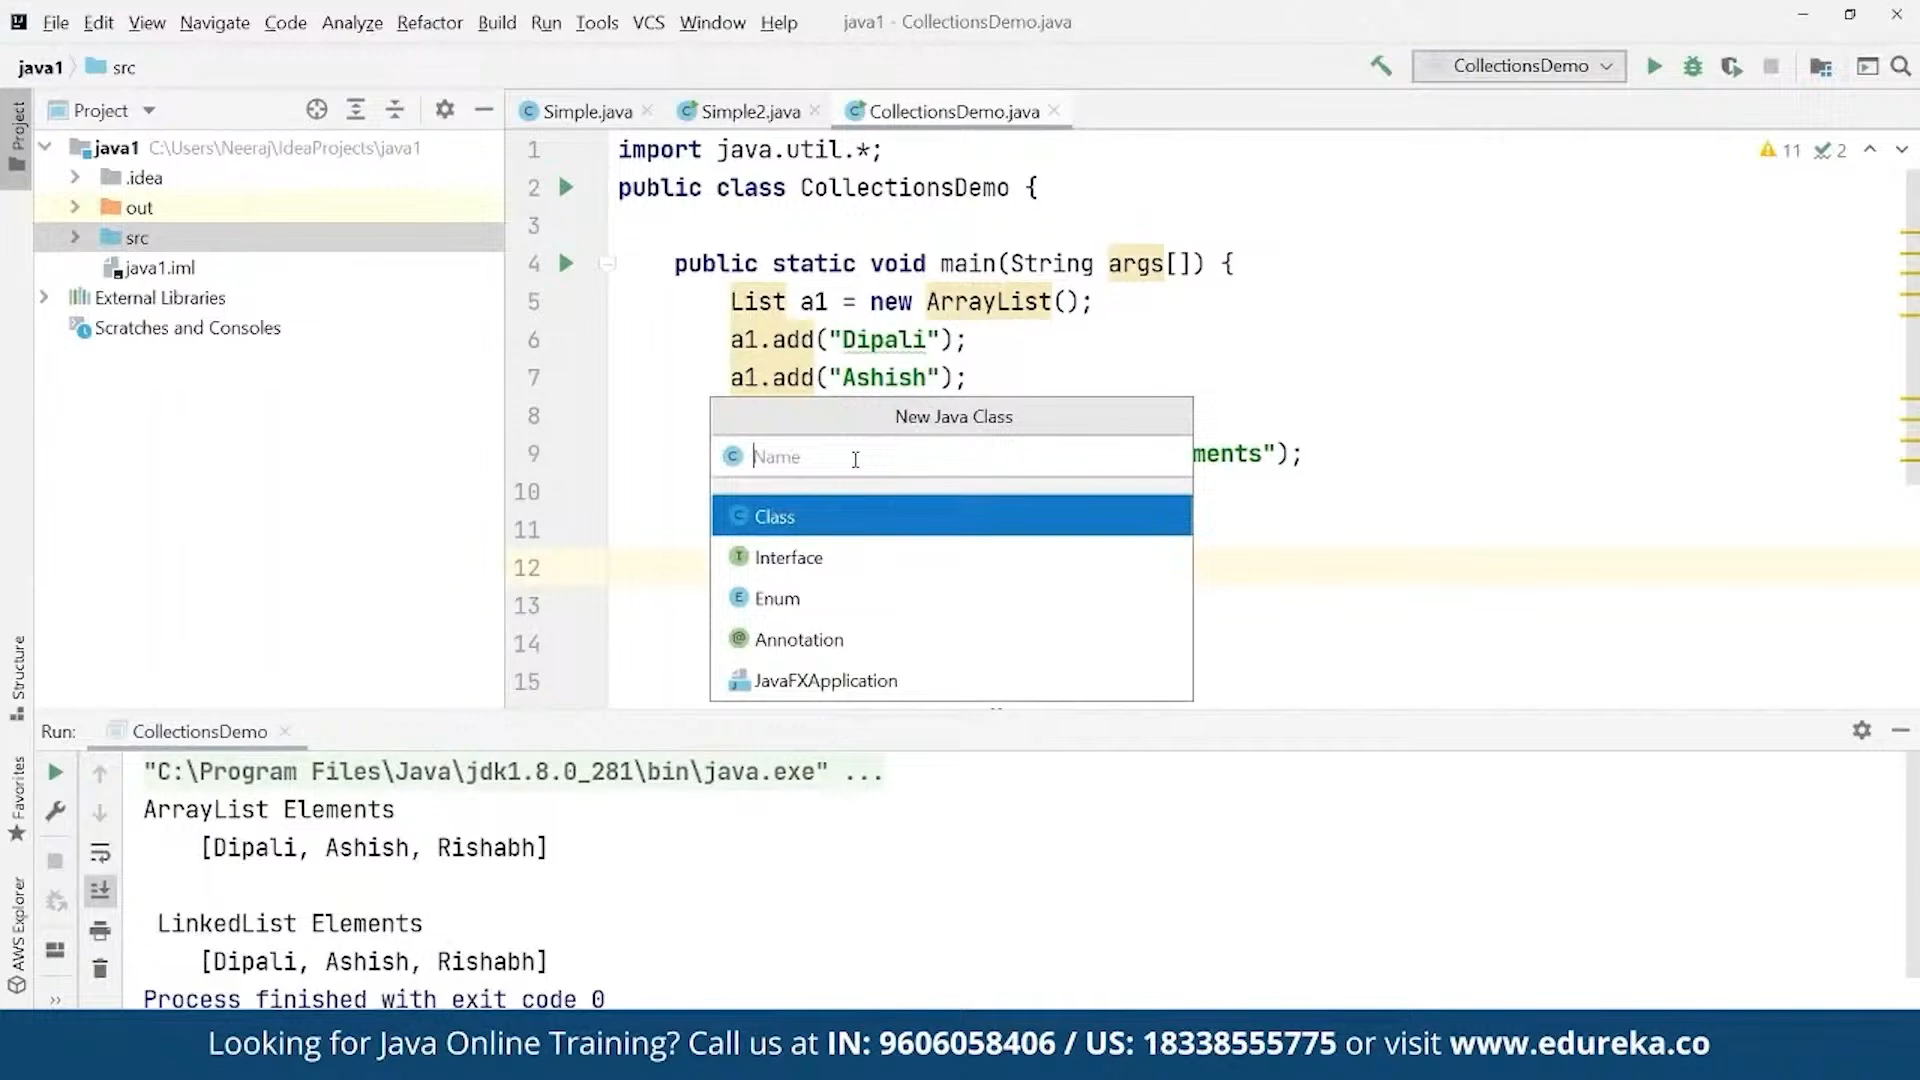 File Edit View Navigate Code Analyze Refactor Build Run Tools VCS Window Help java1 - CollectionsDemo.java
java1 src CollectionsDemo
Project
Simple.java Simple2.java CollectionsDemo.java
java1 C:\Users\Neeraj\IdeaProjects\java1
.idea
out
src
java1.iml
External Libraries
Scratches and Consoles
Project
Structure
Favorites
AWS Explorer
1 import java.util.*;
2 public class CollectionsDemo {
3
4 public static void main(String args[]) {
5 List a1 = new ArrayList();
6 a1.add("Dipali");
7 a1.add("Ashish");
8
9 ments");
10
11
12
13
14
15
11 2
New Java Class
Name
Class
Interface
Enum
Annotation
JavaFXApplication
Run: CollectionsDemo
"C:\Program Files\Java\jdk1.8.0_281\bin\java.exe" ...
ArrayList Elements
[Dipali, Ashish, Rishabh]
LinkedList Elements
[Dipali, Ashish, Rishabh]
Process finished with exit code 0
Looking for Java Online Training? Call us at IN: 9606058406 / US: 18338555775 or visit www.edureka.co